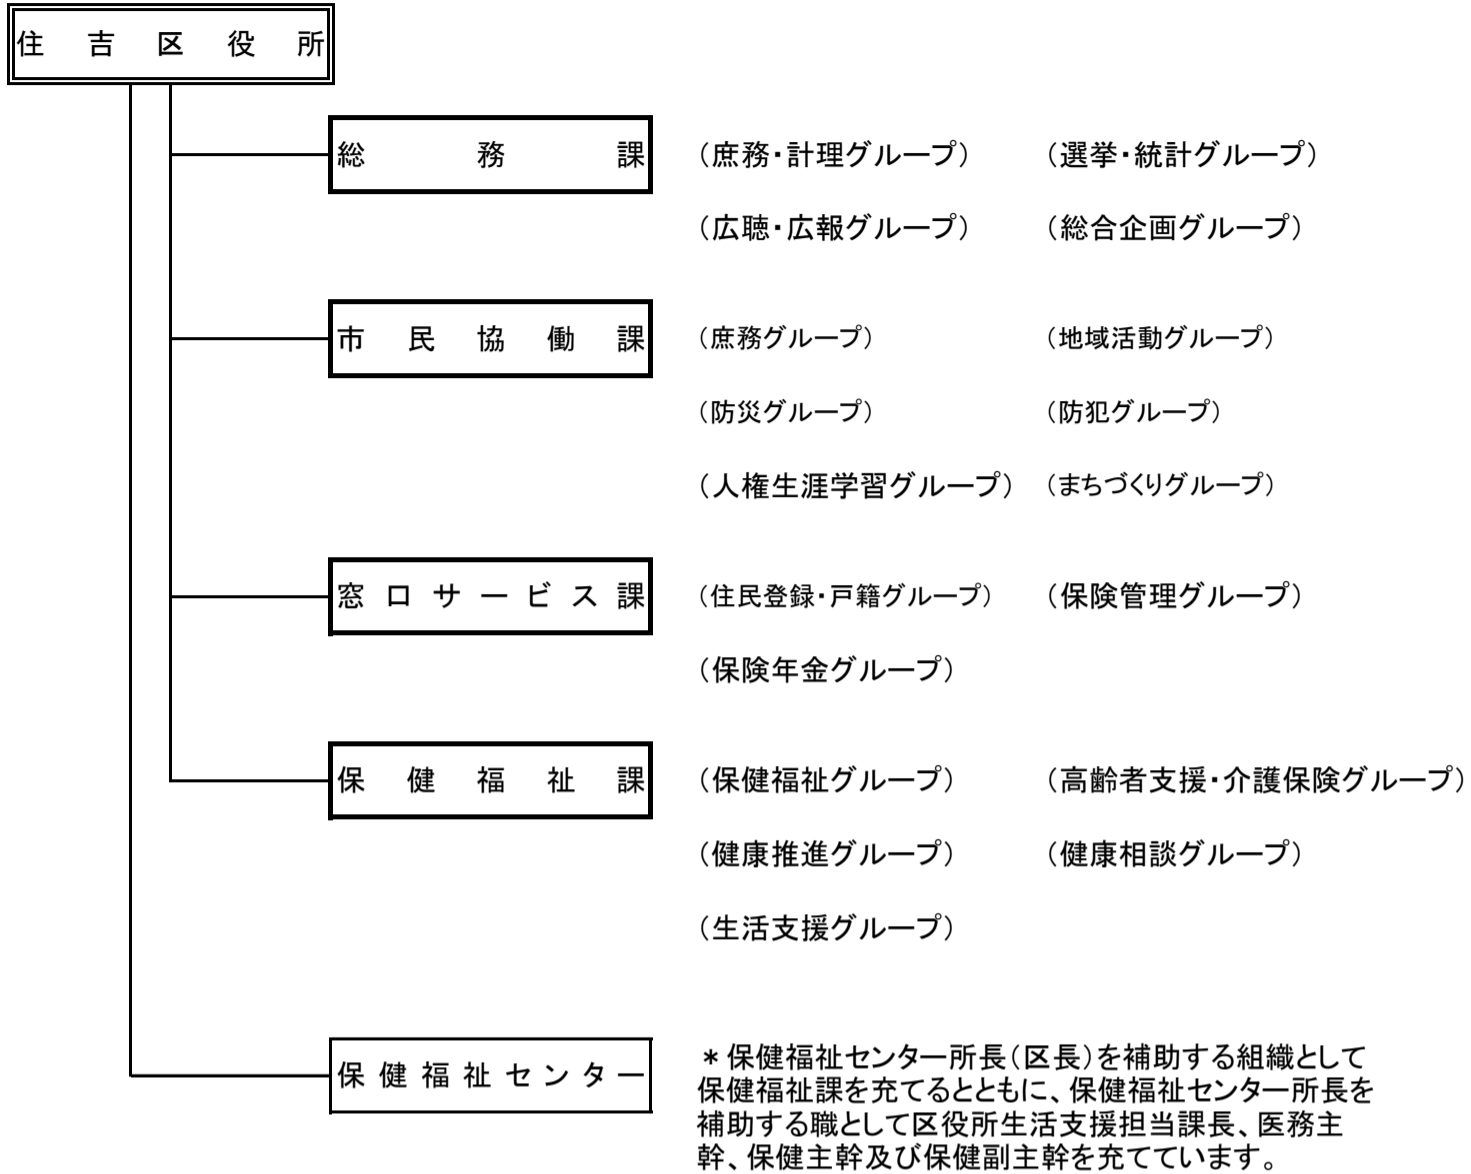 住吉区役所
総務課
（庶務・計理グループ） （選挙・統計グループ）
（広聴・広報グループ） （総合企画グループ）
市民協働課
（庶務グループ） （地域活動グループ）
（防災グループ） （防犯グループ）
（人権生涯学習グループ） （まちづくりグループ）
窓口サービス課
（住民登録・戸籍グループ） （保険管理グループ）
（保険年金グループ）
保健福祉課
（保健福祉グループ） （高齢者支援・介護保険グループ）
（健康推進グループ） （健康相談グループ）
（生活支援グループ）
保健福祉センター
＊保健福祉センター所長（区長）を補助する組織として
保健福祉課を充てるとともに、保健福祉センター所長を
補助する職として区役所生活支援担当課長、医務主
幹、保健主幹及び保健副主幹を充てています。